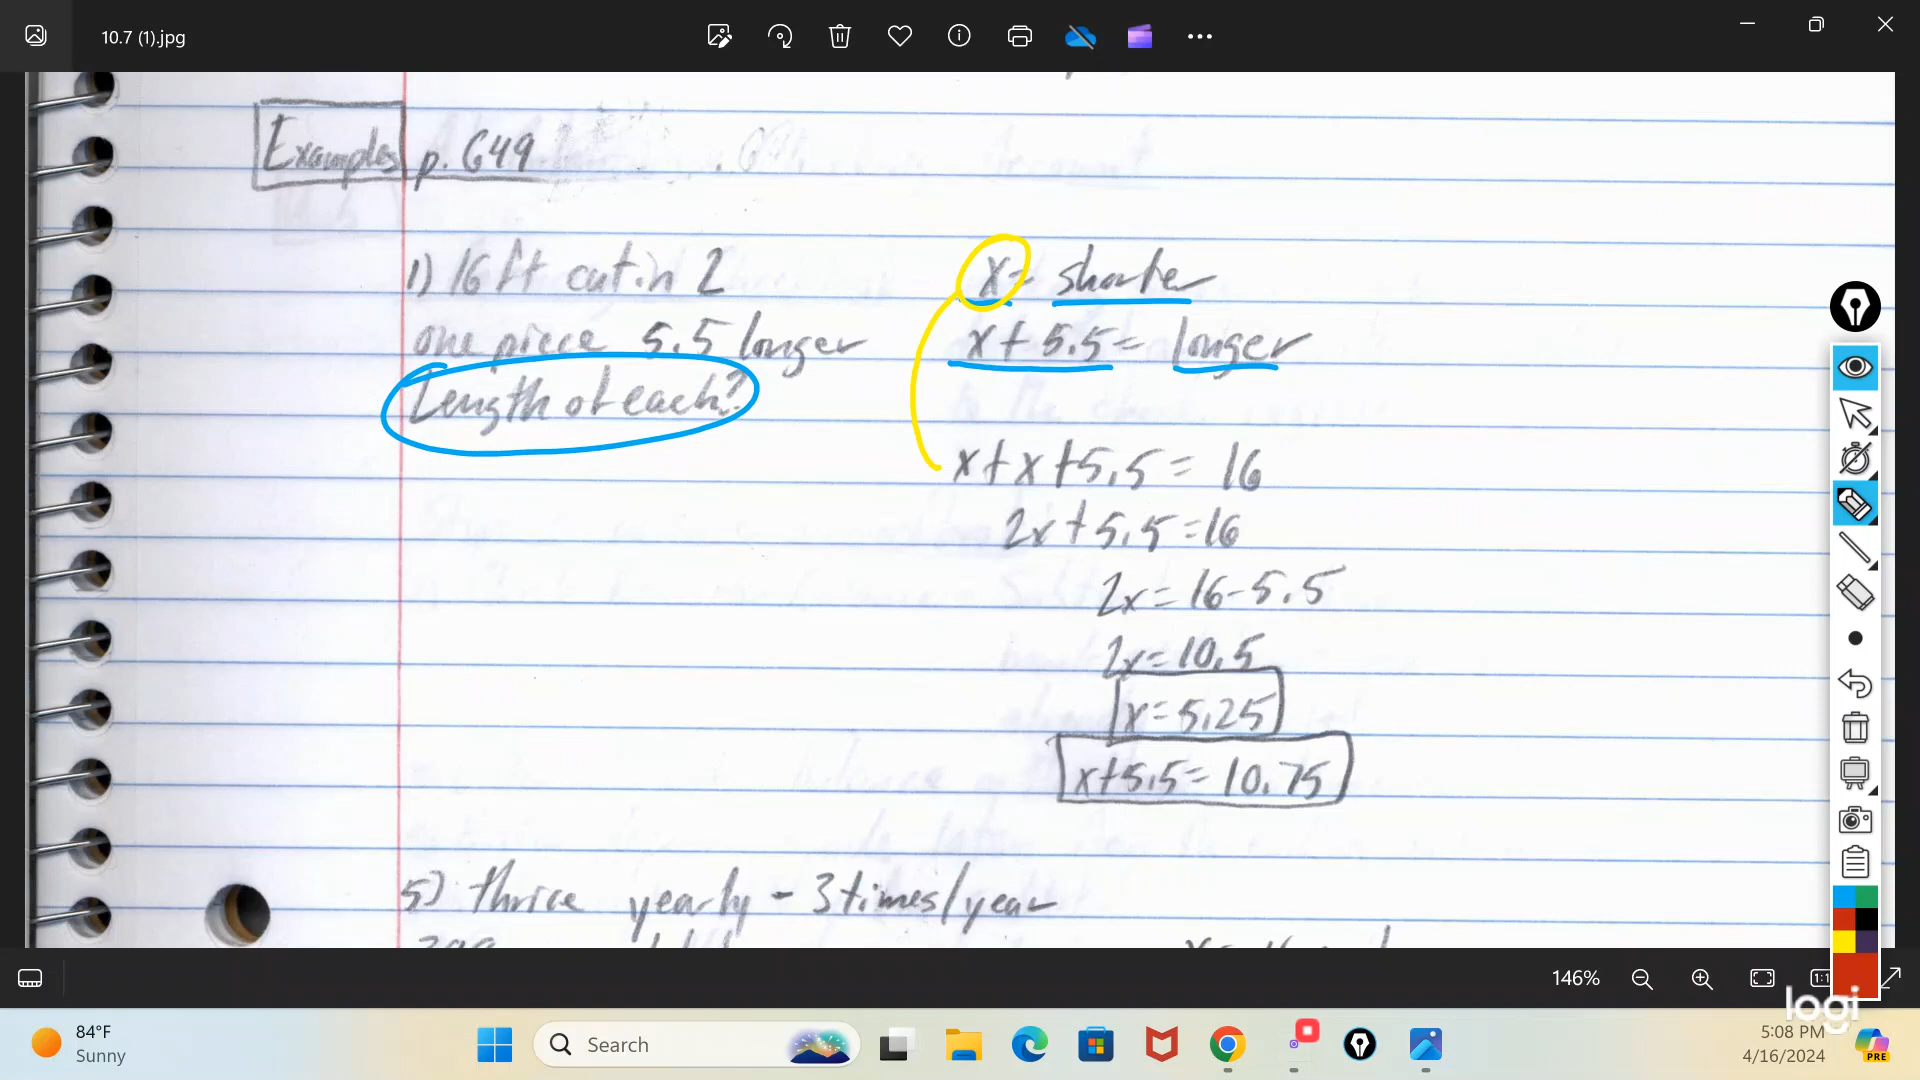 10.7 (1).jpg
Examples p. 649
1) 16 ft cut in 2
one piece 5.5 longer
Length of each?
x = shorter
x + 5.5 = longer
x + x + 5.5 = 16
2x + 5.5 = 16
2x = 16 - 5.5
2x = 10.5
x = 5.25
x + 5.5 = 10.75
5) thrice yearly - 3 times/year
146%
1:1
logi
84°F
Sunny
Search
5:08 PM
4/16/2024
PRE